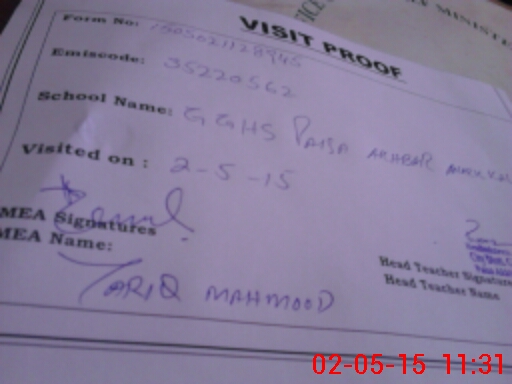 MINIST
VISIT PROOF
Form No: 1505021128945
Emiscode: 35220562
School Name: GGHS PAISA AKHBAR
Visited on : 2-5-15
MEA Signatures
MEA Name:
TARIQ MAHMOOD
Head Teacher Signature
Head Teacher Name
02-05-15 11:31